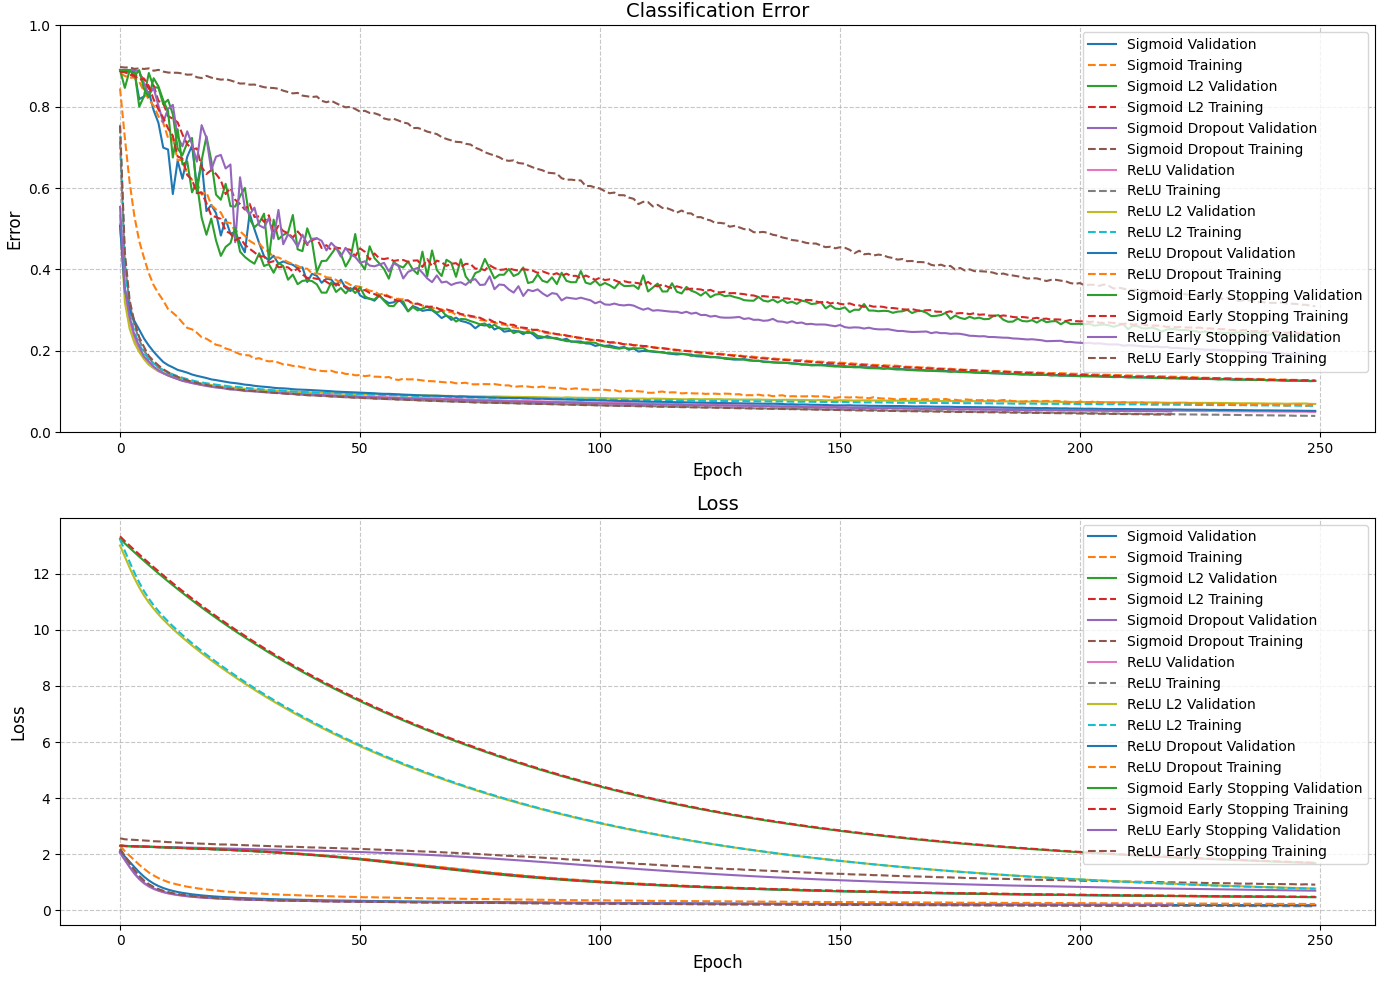 Classification Error
1.0
0.8
0.6
0.4
0.2
0.0
Error
0 50 100 150 200 250
Epoch
Sigmoid Validation
Sigmoid Training
Sigmoid L2 Validation
Sigmoid L2 Training
Sigmoid Dropout Validation
Sigmoid Dropout Training
ReLU Validation
ReLU Training
ReLU L2 Validation
ReLU L2 Training
ReLU Dropout Validation
ReLU Dropout Training
Sigmoid Early Stopping Validation
Sigmoid Early Stopping Training
ReLU Early Stopping Validation
ReLU Early Stopping Training
Loss
12
10
8
6
4
2
0
Loss
0 50 100 150 200 250
Epoch
Sigmoid Validation
Sigmoid Training
Sigmoid L2 Validation
Sigmoid L2 Training
Sigmoid Dropout Validation
Sigmoid Dropout Training
ReLU Validation
ReLU Training
ReLU L2 Validation
ReLU L2 Training
ReLU Dropout Validation
ReLU Dropout Training
Sigmoid Early Stopping Validation
Sigmoid Early Stopping Training
ReLU Early Stopping Validation
ReLU Early Stopping Training